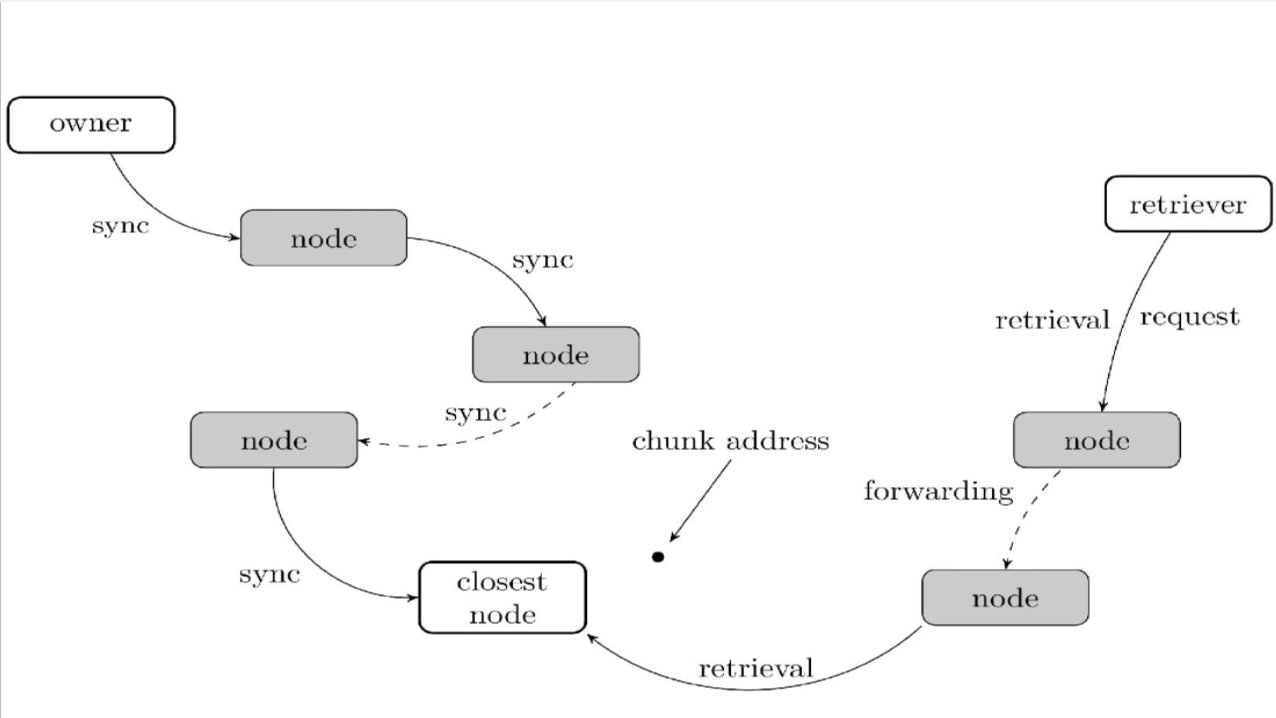 owner
sync
node
sync
node
sync
node
sync
closest
node
chunk address
retriever
retrieval request
node
forwarding
node
retrieval